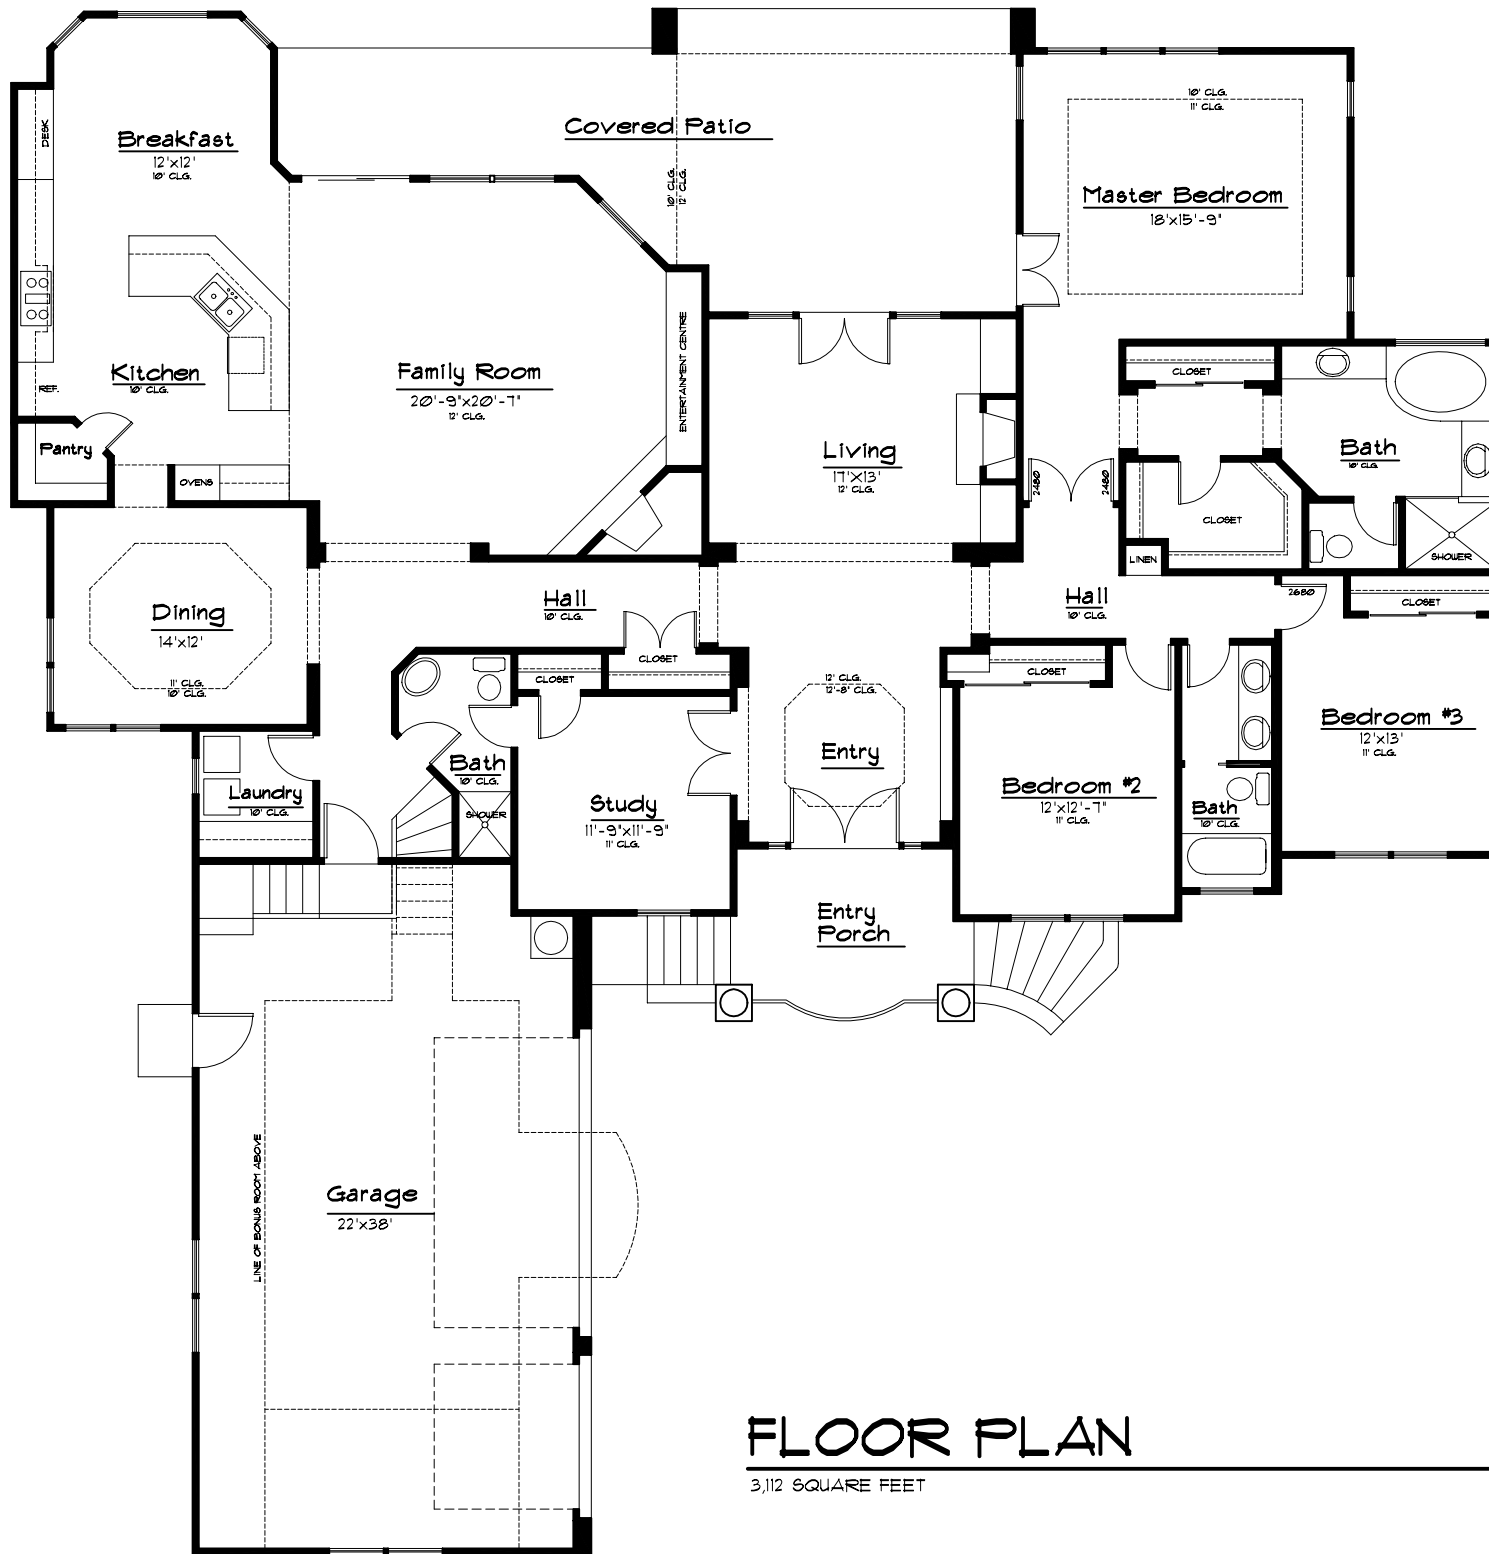 10' CLG.
11' CLG.
DESK
Breakfast
12'x12'
10' CLG.
Covered Patio
10' CLG.
12' CLG.
Master Bedroom
18'x15'-9"
ENTERTAINMENT CENTRE
Kitchen
10' CLG.
REF.
Family Room
20'-9"x20'-7"
12' CLG.
CLOSET
Pantry
OVENS
Living
17'x13'
12' CLG.
2480
2480
Bath
10' CLG.
CLOSET
SHOWER
LINEN
Dining
14'x12'
11' CLG.
10' CLG.
Hall
10' CLG.
Hall
10' CLG.
2680
CLOSET
CLOSET
CLOSET
CLOSET
12' CLG.
12'-8" CLG.
Bedroom #3
12'x13'
11' CLG.
Entry
Bath
10' CLG.
Laundry
10' CLG.
SHOWER
Study
11'-9"x11'-9"
11' CLG.
Bedroom #2
12'x12'-7"
11' CLG.
Bath
10' CLG.
Entry
Porch
LINE OF BONUS ROOM ABOVE
Garage
22'x38'
FLOOR PLAN
3,112 SQUARE FEET